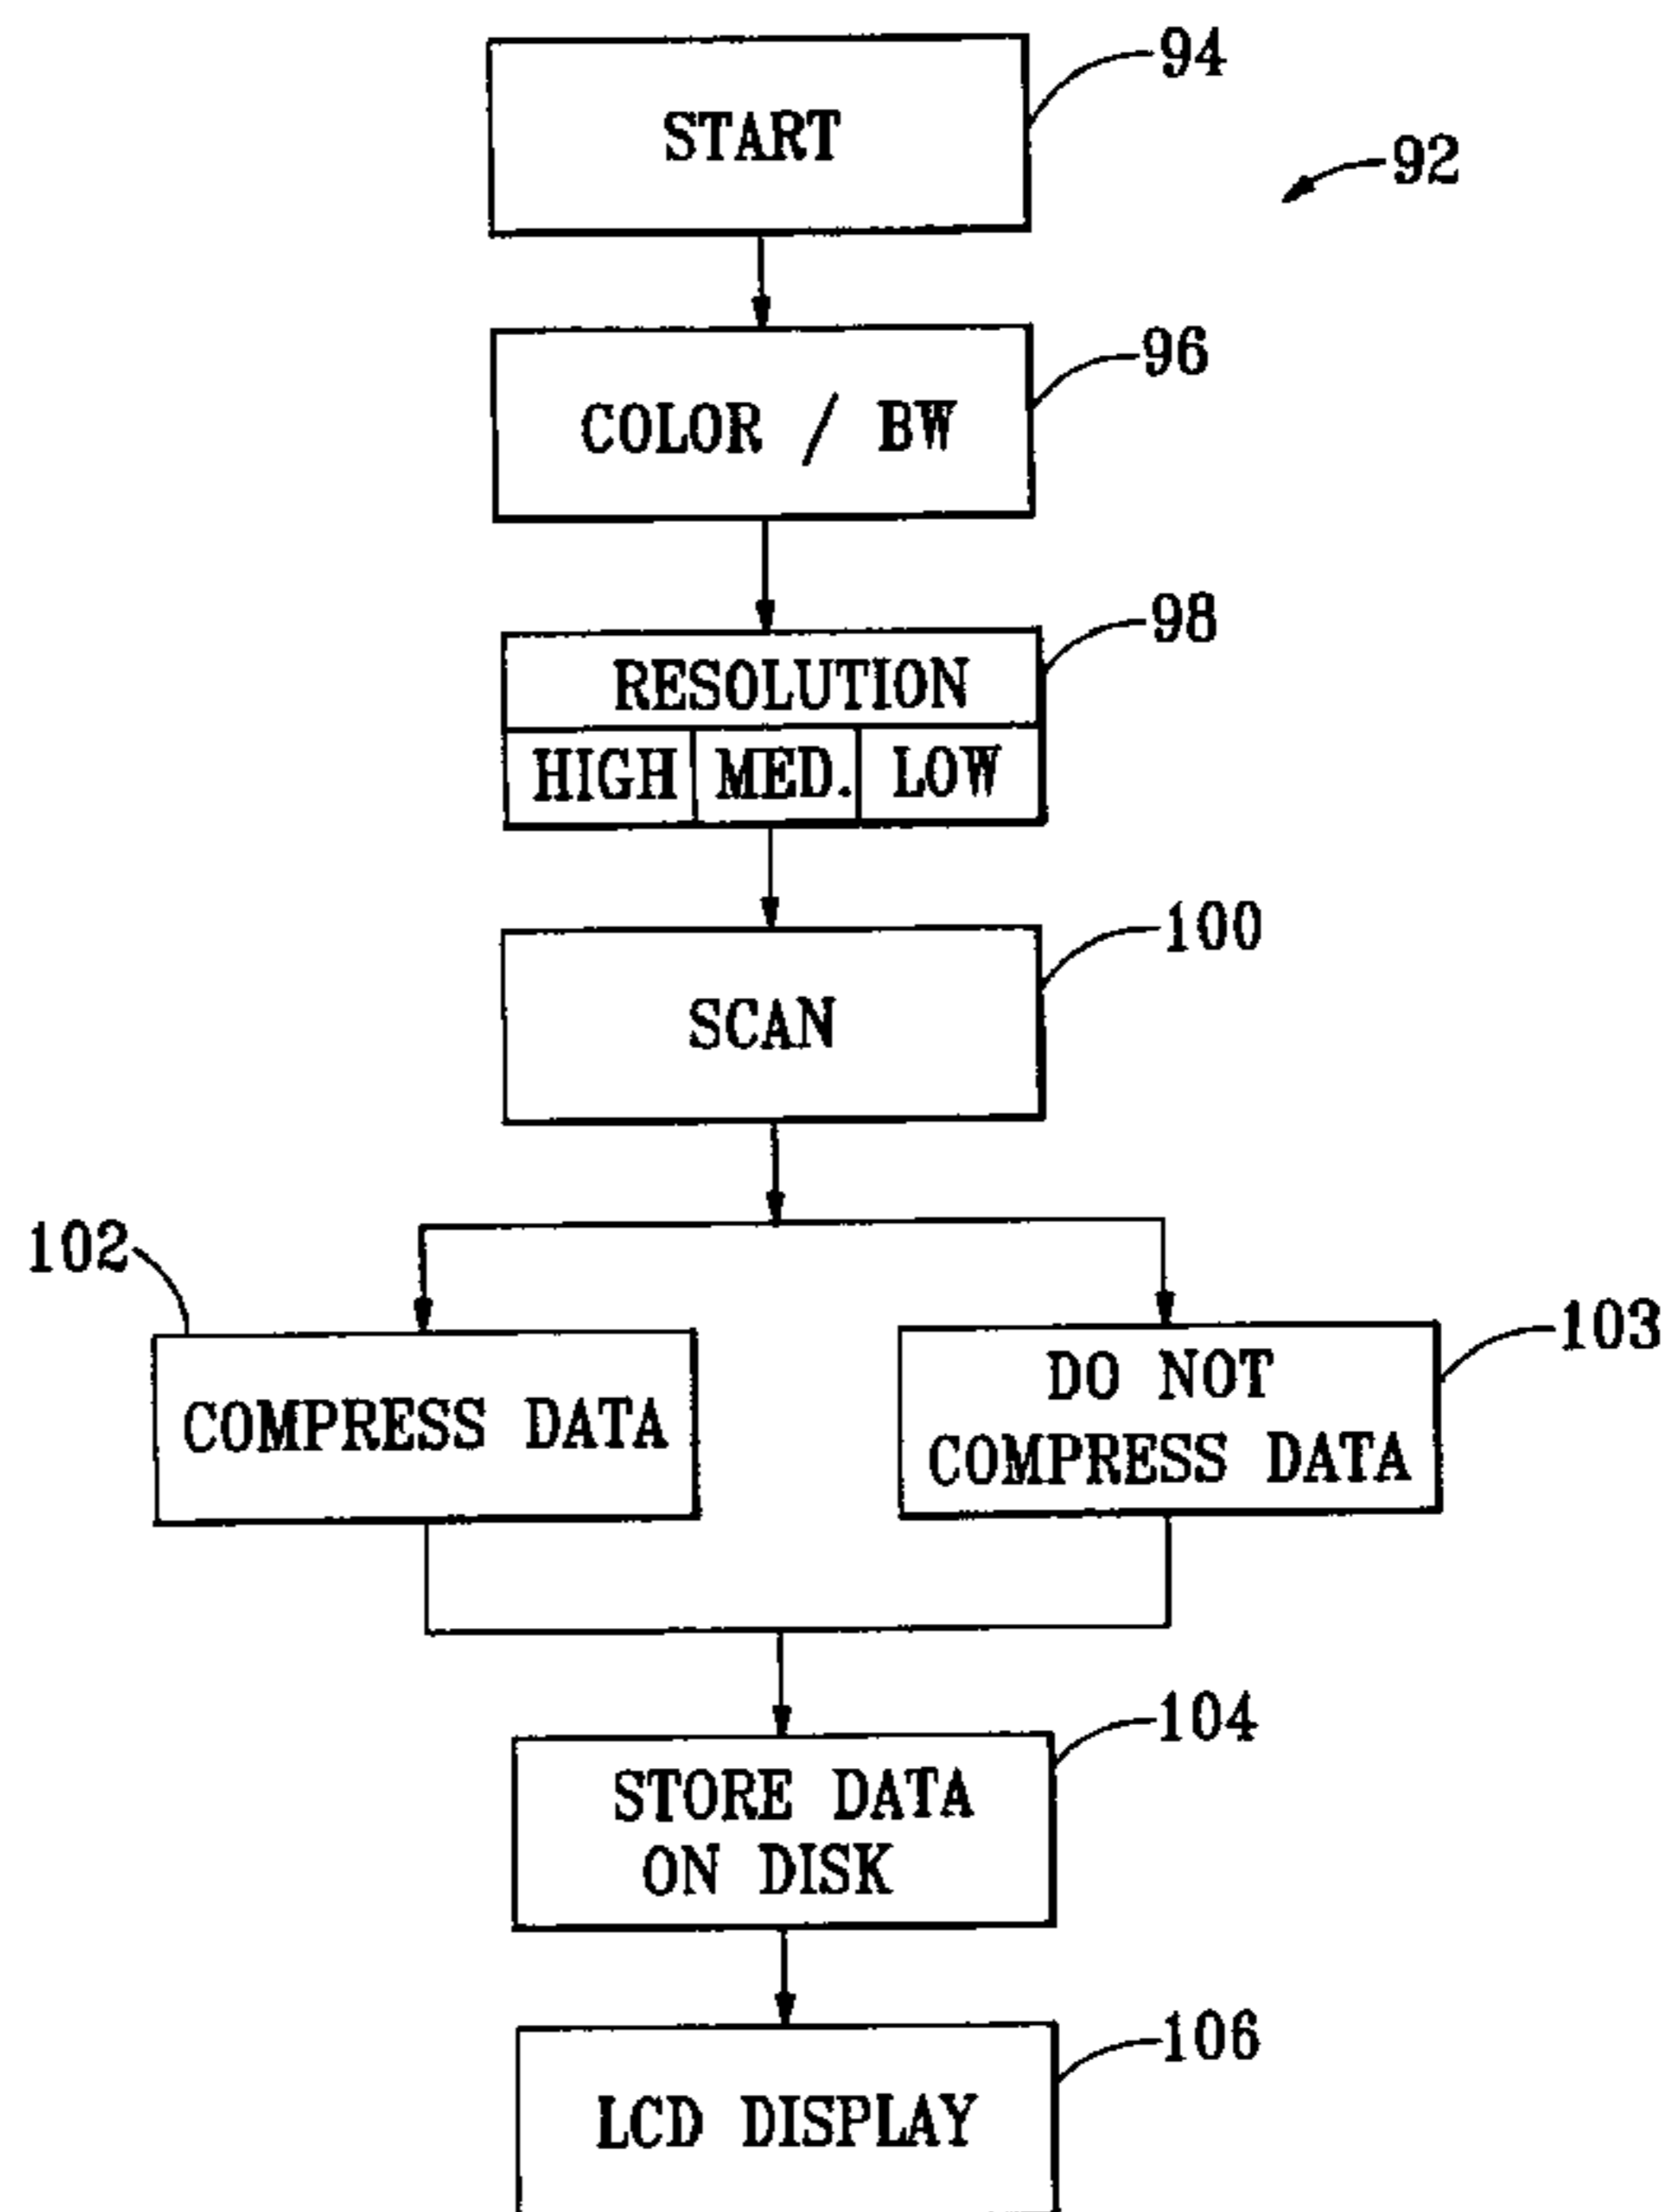 94
START
92
96
COLOR / BW
98
RESOLUTION
HIGH MED. LOW
100
SCAN
102
103
COMPRESS DATA
DO NOT
COMPRESS DATA
104
STORE DATA
ON DISK
106
LCD DISPLAY